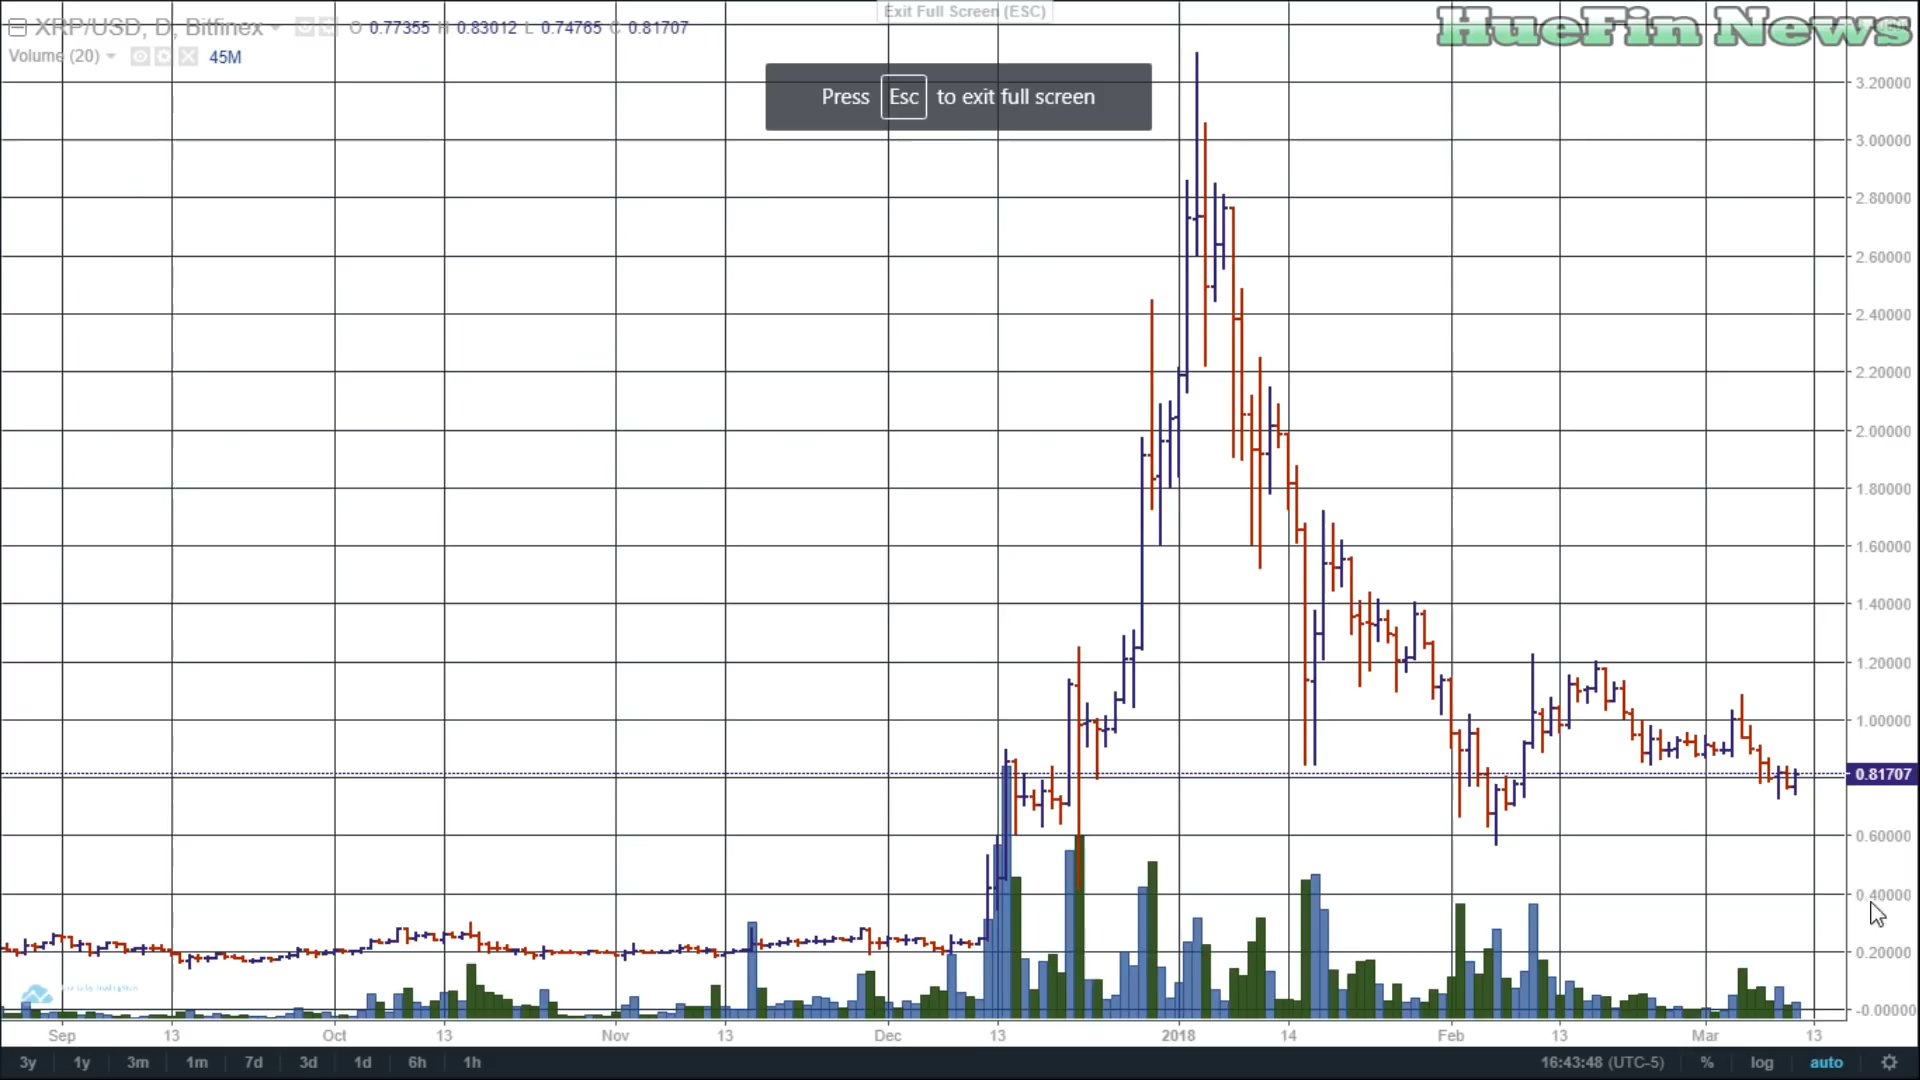 Exit Full Screen (ESC)
HueFin News
XRP/USD, D, Bitfinex O 0.77355 H 0.83012 L 0.74765 C 0.81707
Volume (20) 45M
Press Esc to exit full screen
3.20000
3.00000
2.80000
2.60000
2.40000
2.20000
2.00000
1.80000
1.60000
1.40000
1.20000
1.00000
0.81707
0.60000
0.40000
0.20000
-0.00000
Sep 13 Oct 13 Nov 13 Dec 13 2018 14 Feb 13 Mar 13
3y 1y 3m 1m 7d 3d 1d 6h 1h 16:43:48 (UTC-5) % log auto